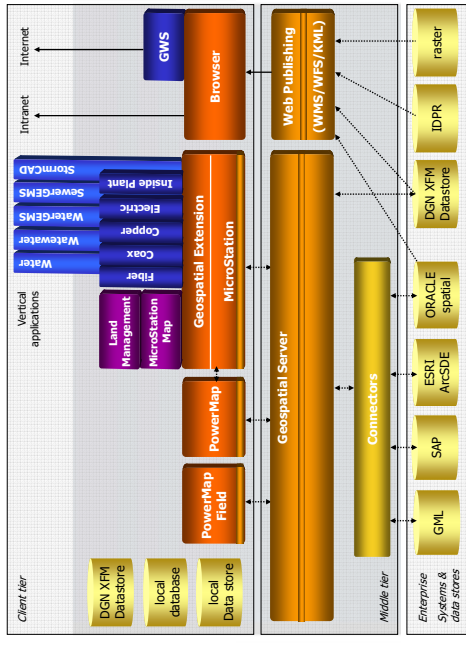 Client tier
Vertical
applications
Water
Watewater
WaterGEMS
SewerGEMS
StormCAD
Fiber
Coax
Copper
Electric
Inside Plant
Internet
Intranet
GWS
Browser
Land
Management
MicroStation
Map
Geospatial Extension
MicroStation
PowerMap
PowerMap
Field
DGN XFM
Datastore
local
database
local
Data store
Geospatial Server
Web Publishing
(WMS/WFS/KML)
Connectors
Middle tier
Enterprise
Systems &
data stores
GML
SAP
ESRI
ArcSDE
ORACLE
spatial
DGN XFM
Datastore
IDPR
raster